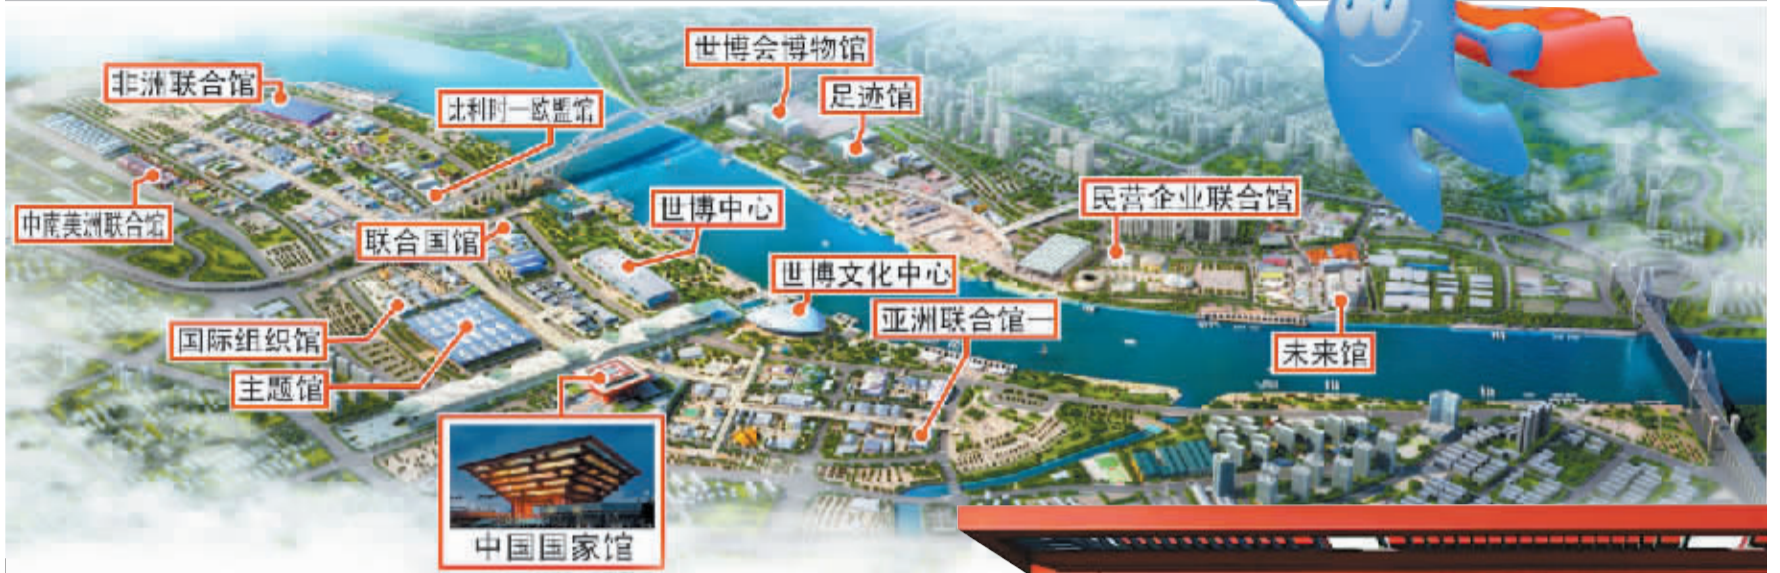 世博会博物馆
非洲联合馆
足迹馆
比利时—欧盟馆
民营企业联合馆
世博中心
中南美洲联合馆
联合国馆
世博文化中心
亚洲联合馆一
国际组织馆
未来馆
主题馆
中国国家馆